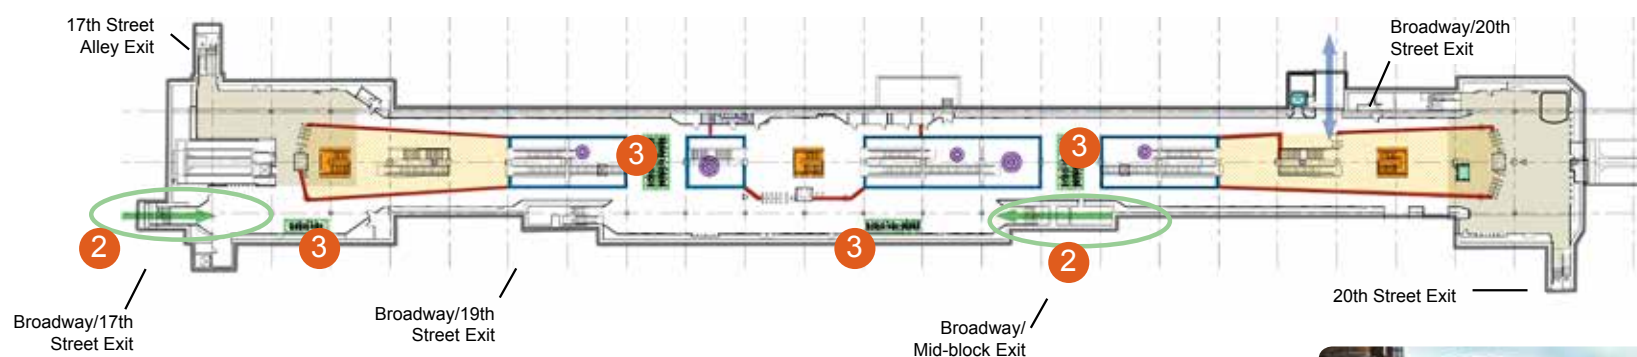 17th Street
Alley Exit
Broadway/20th
Street Exit
3
3
2
3
3
2
Broadway/17th
Street Exit
Broadway/19th
Street Exit
Broadway/
Mid-block Exit
20th Street Exit